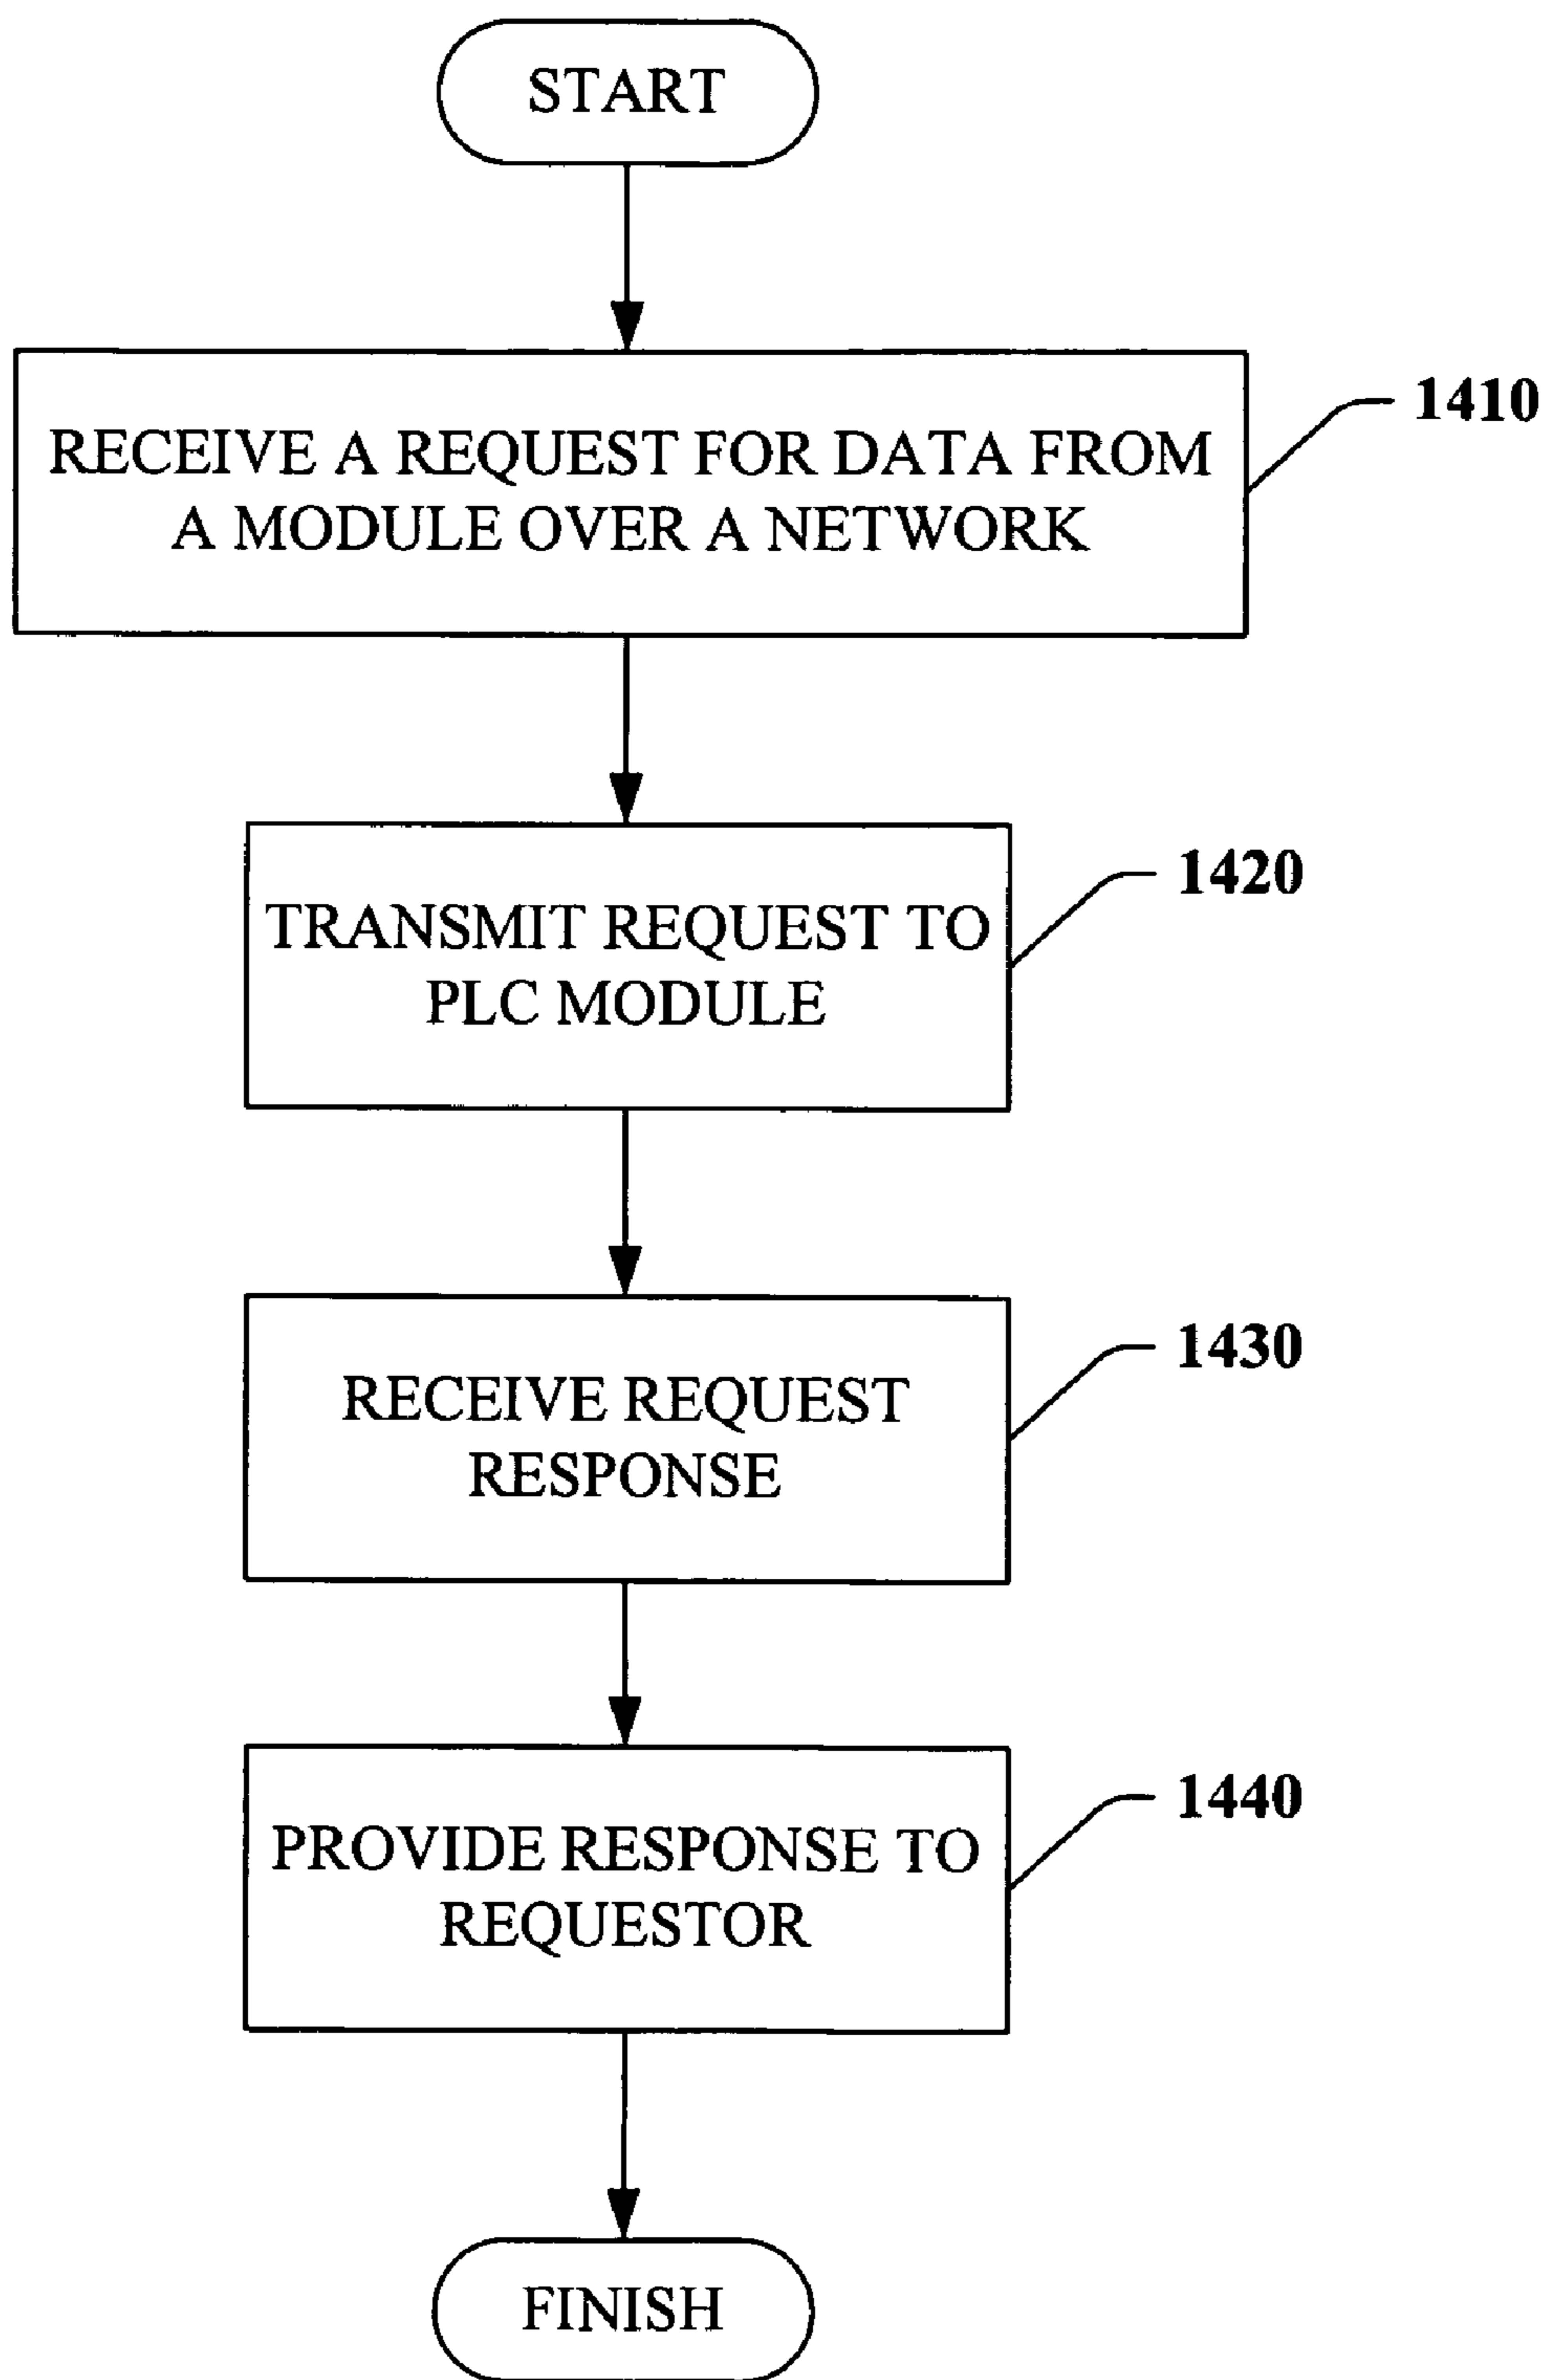 START
RECEIVE A REQUEST FOR DATA FROM
A MODULE OVER A NETWORK
1410
TRANSMIT REQUEST TO
PLC MODULE
1420
RECEIVE REQUEST
RESPONSE
1430
PROVIDE RESPONSE TO
REQUESTOR
1440
FINISH